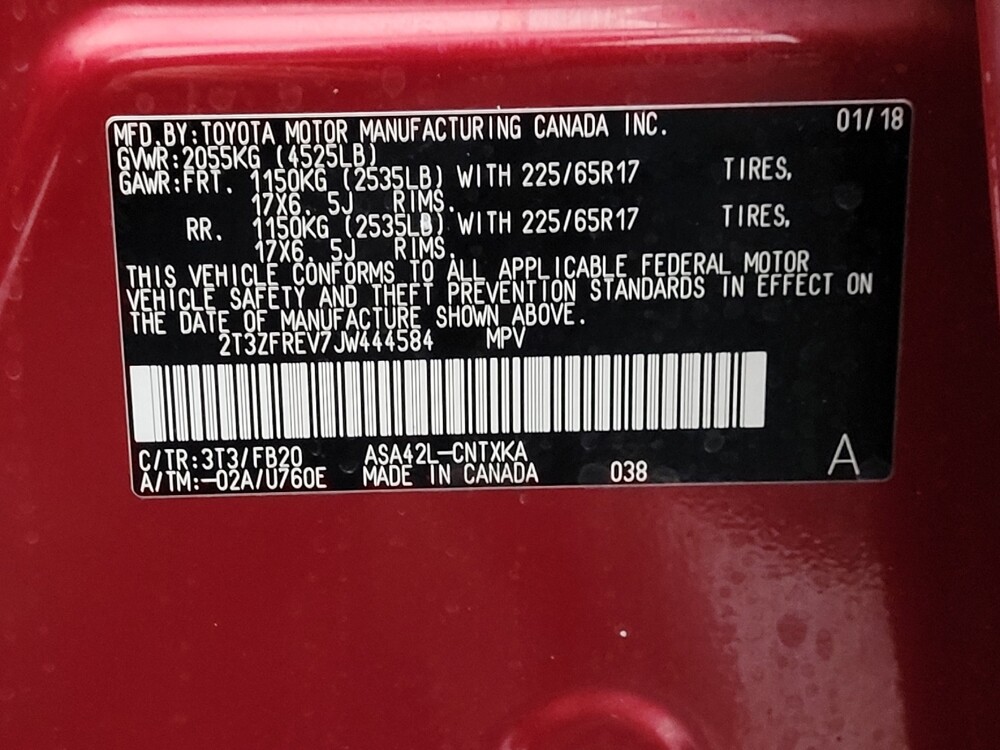 MFD.BY:TOYOTA MOTOR MANUFACTURING CANADA INC. 01/18
GVWR:2055KG (4525LB)
GAWR:FRT. 1150KG (2535LB) WITH 225/65R17 TIRES,
17X6. 5J RIMS.
RR. 1150KG (2535LB) WITH 225/65R17 TIRES,
17X6. 5J RIMS.
THIS VEHICLE CONFORMS TO ALL APPLICABLE FEDERAL MOTOR
VEHICLE SAFETY AND THEFT PREVENTION STANDARDS IN EFFECT ON
THE DATE OF MANUFACTURE SHOWN ABOVE.
2T3ZFREV7JW444584 MPV
C/TR:3T3/FB20 ASA42L-CNTXKA
A/TM:-02A/U760E MADE IN CANADA 038 A